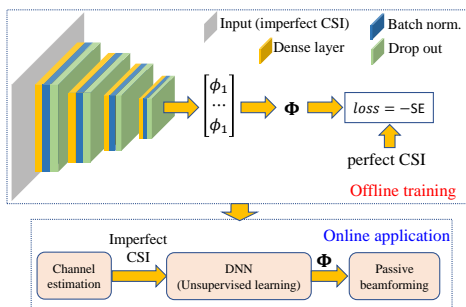 Input (imperfect CSI)
Batch norm.
Dense layer
Drop out
ϕ1
...
ϕ1
Φ
loss = −SE
perfect CSI
Offline training
Online application
Imperfect
CSI
Φ
Channel
estimation
DNN
(Unsupervised learning)
Passive
beamforming